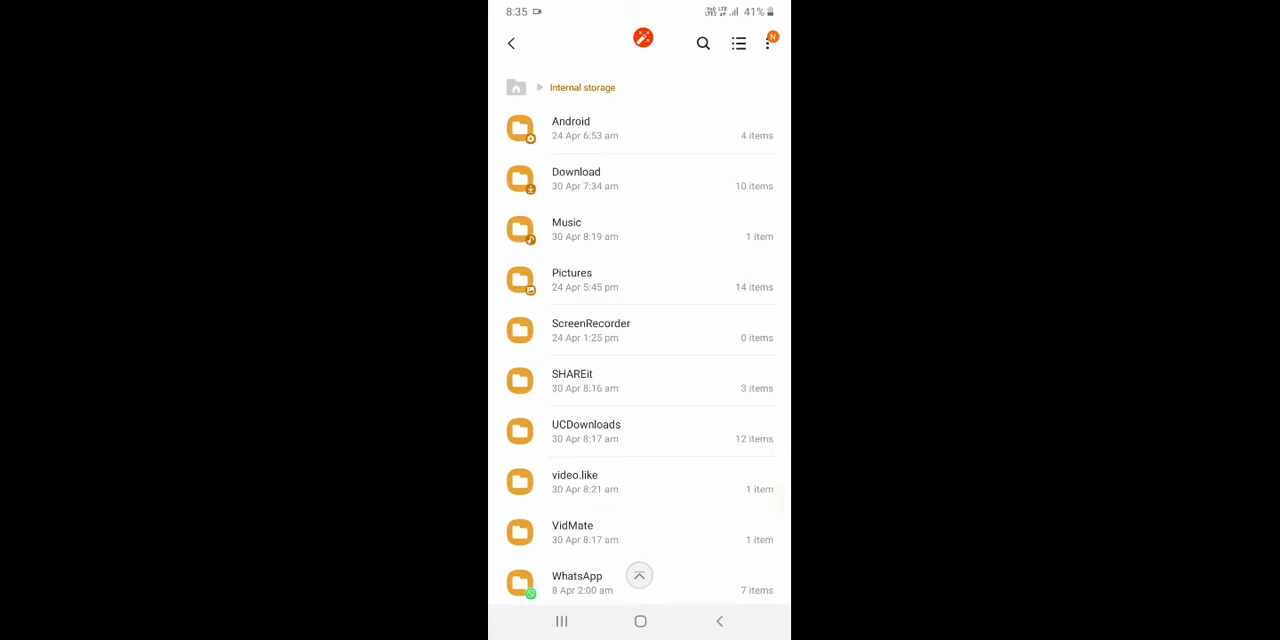 8:35 41%
N
Internal storage
Android
24 Apr 6:53 am 4 items
Download
30 Apr 7:34 am 10 items
Music
30 Apr 8:19 am 1 item
Pictures
24 Apr 5:45 pm 14 items
ScreenRecorder
24 Apr 1:25 pm 0 items
SHAREit
30 Apr 8:16 am 3 items
UCDownloads
30 Apr 8:17 am 12 items
video.like
30 Apr 8:21 am 1 item
VidMate
30 Apr 8:17 am 1 item
WhatsApp
8 Apr 2:00 am 7 items